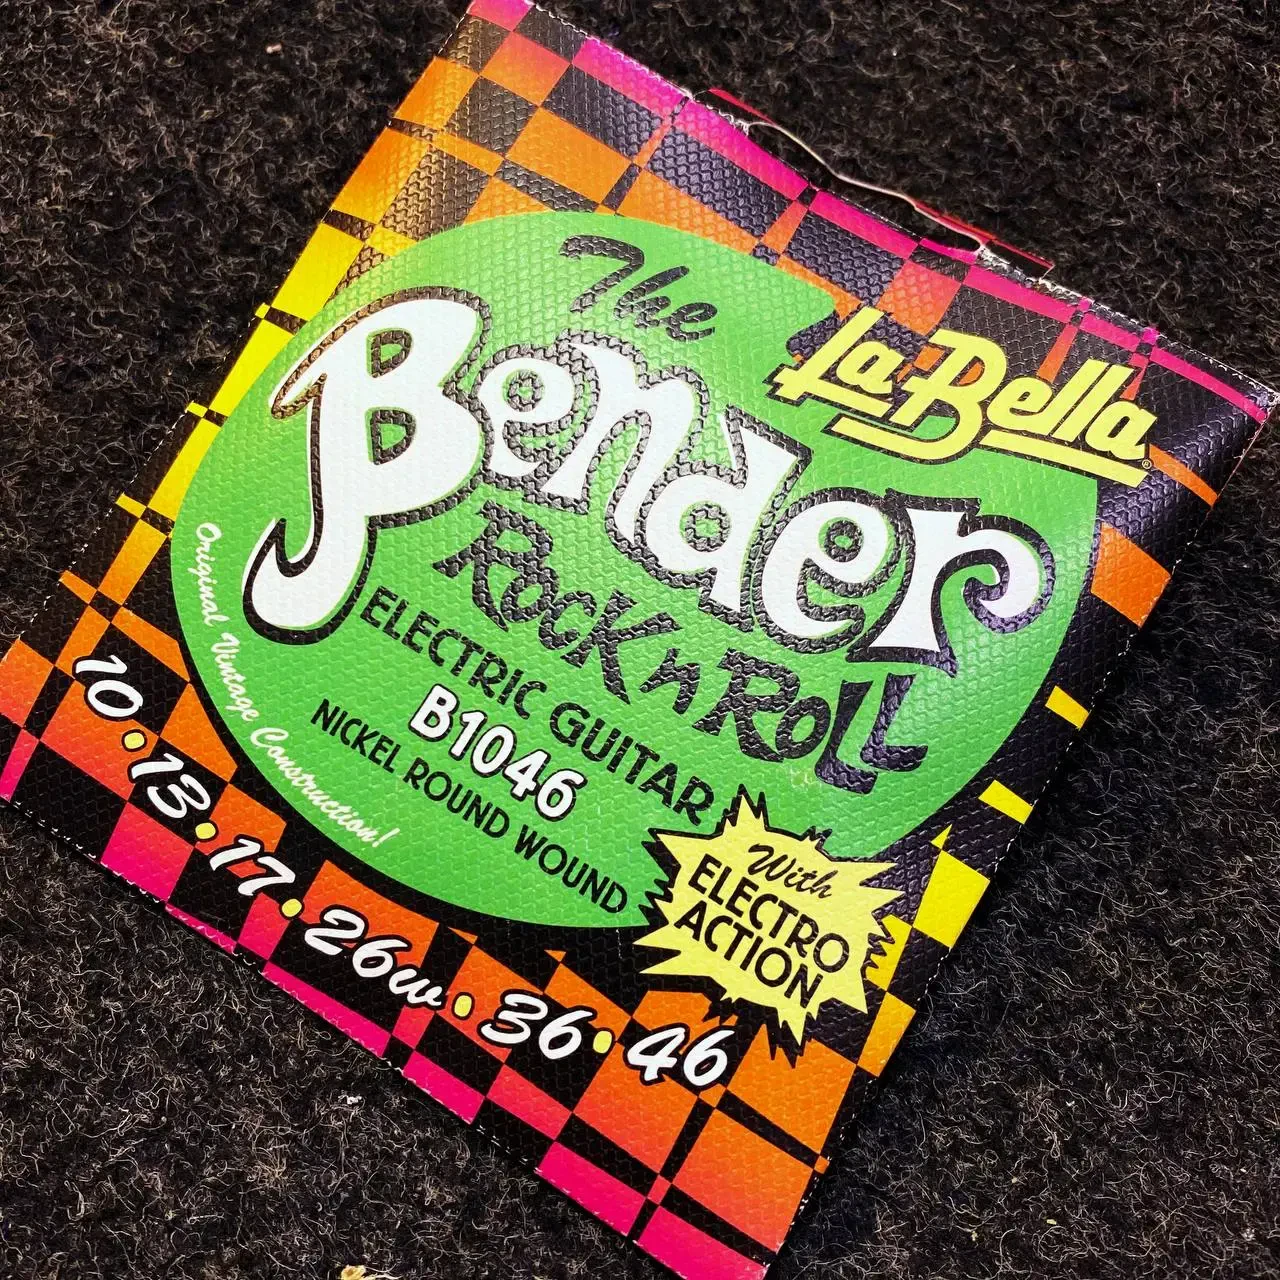 The
Bender
Rock n Roll
La Bella®
ELECTRIC GUITAR
B1046
NICKEL ROUND WOUND
Original Vintage Construction!
With
ELECTRO
ACTION
10•13•17•26w•36•46